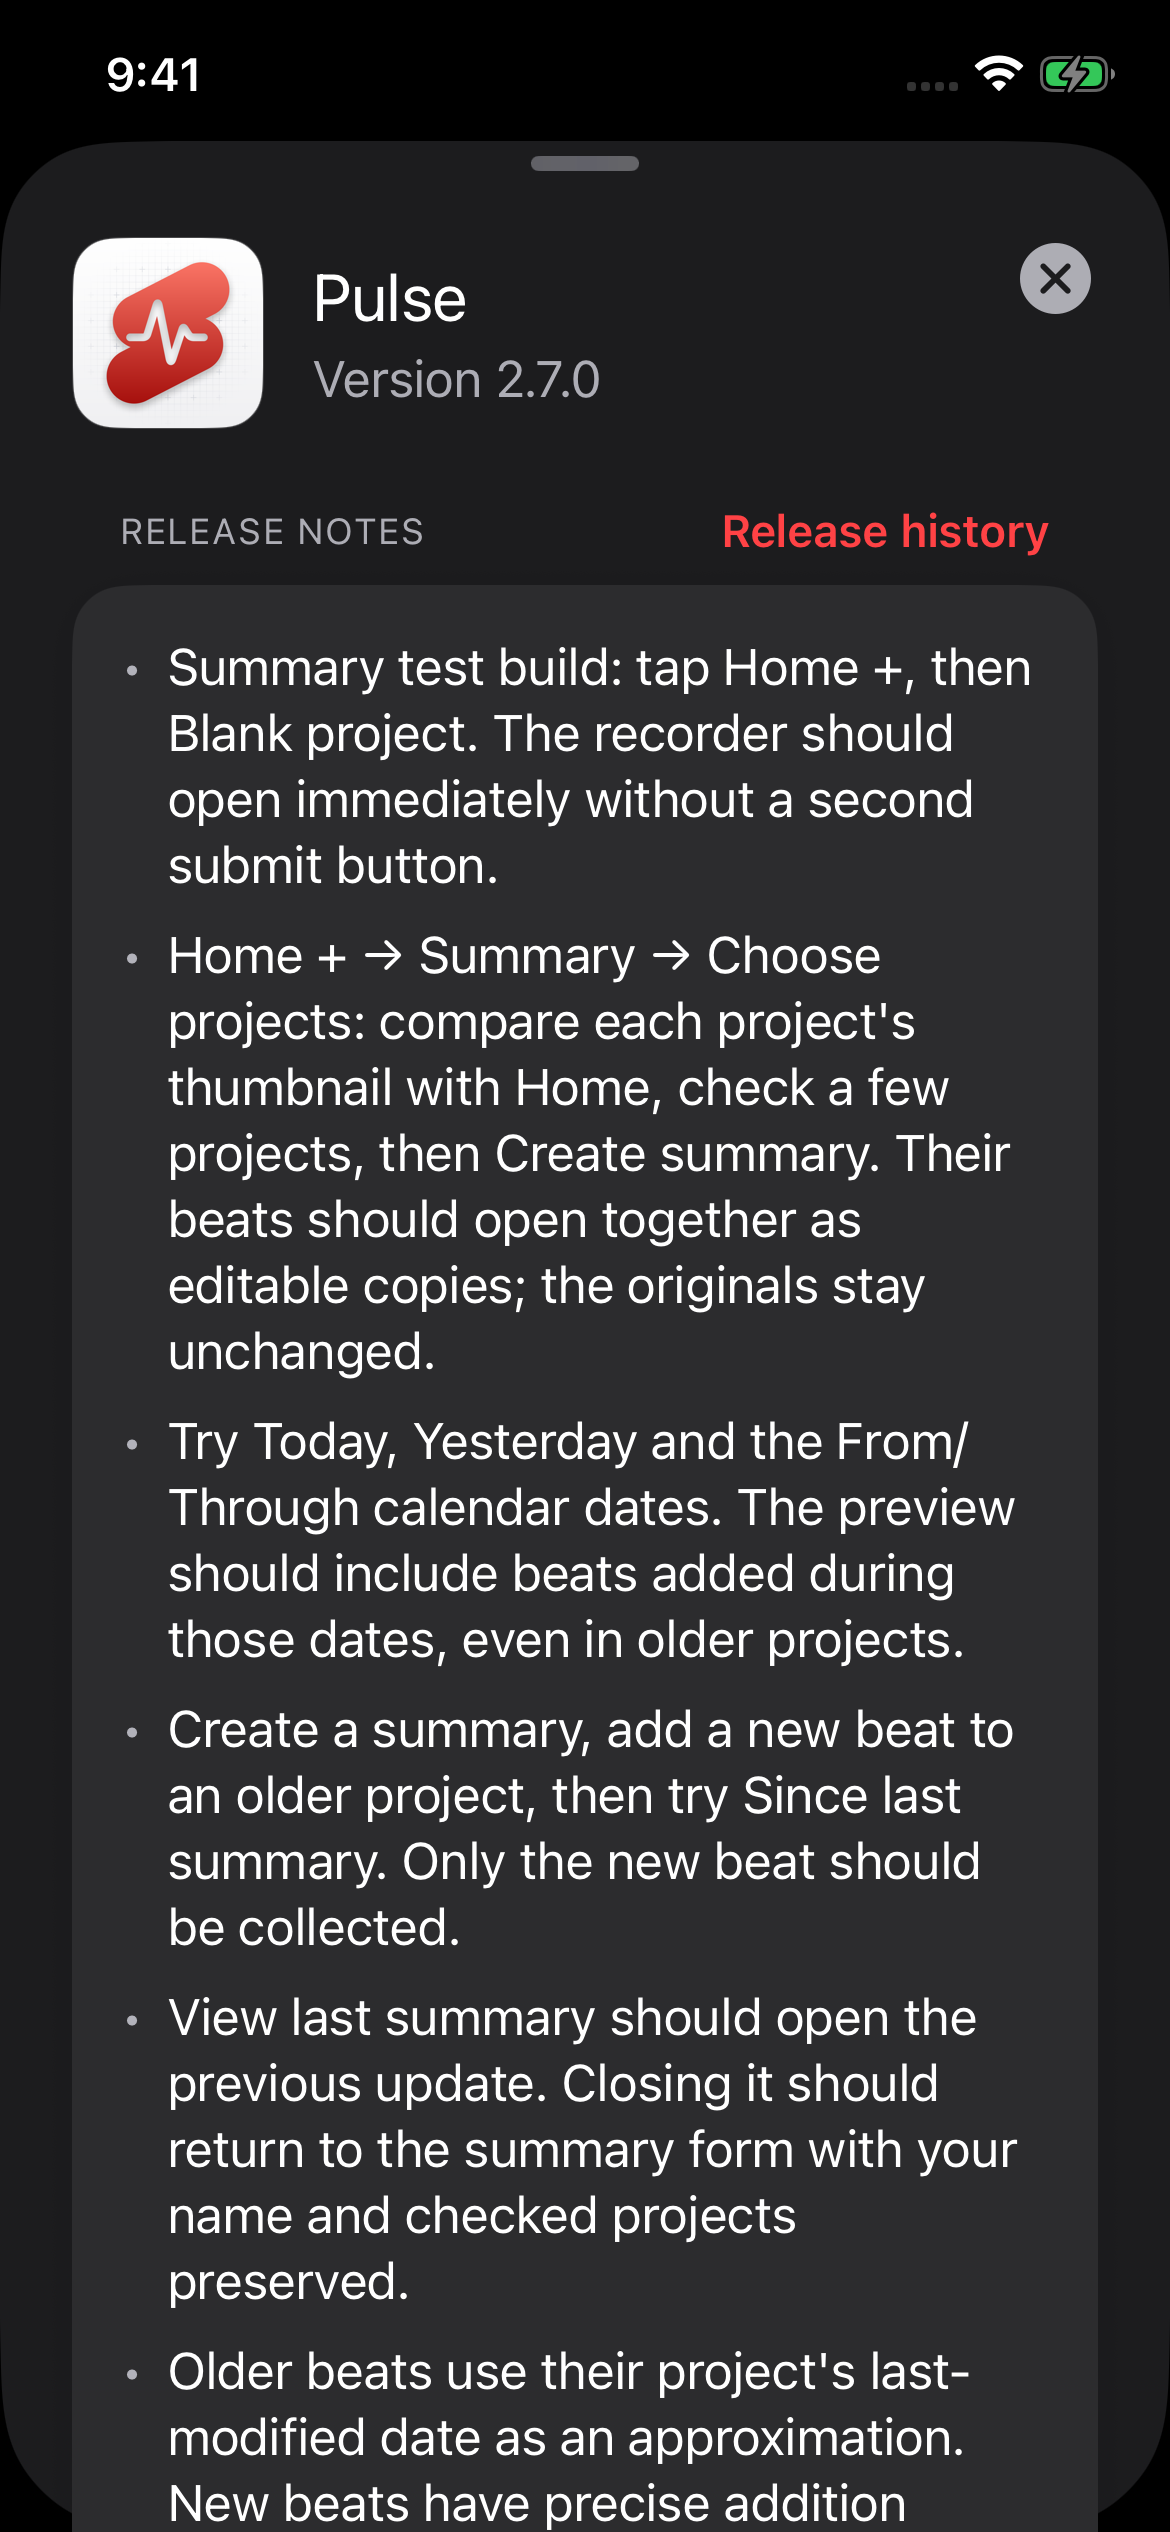 9:41
Pulse
Version 2.7.0
RELEASE NOTES
Release history
• Summary test build: tap Home +, then
Blank project. The recorder should
open immediately without a second
submit button.
• Home + → Summary → Choose
projects: compare each project's
thumbnail with Home, check a few
projects, then Create summary. Their
beats should open together as
editable copies; the originals stay
unchanged.
• Try Today, Yesterday and the From/
Through calendar dates. The preview
should include beats added during
those dates, even in older projects.
• Create a summary, add a new beat to
an older project, then try Since last
summary. Only the new beat should
be collected.
• View last summary should open the
previous update. Closing it should
return to the summary form with your
name and checked projects
preserved.
• Older beats use their project's last-
modified date as an approximation.
New beats have precise addition